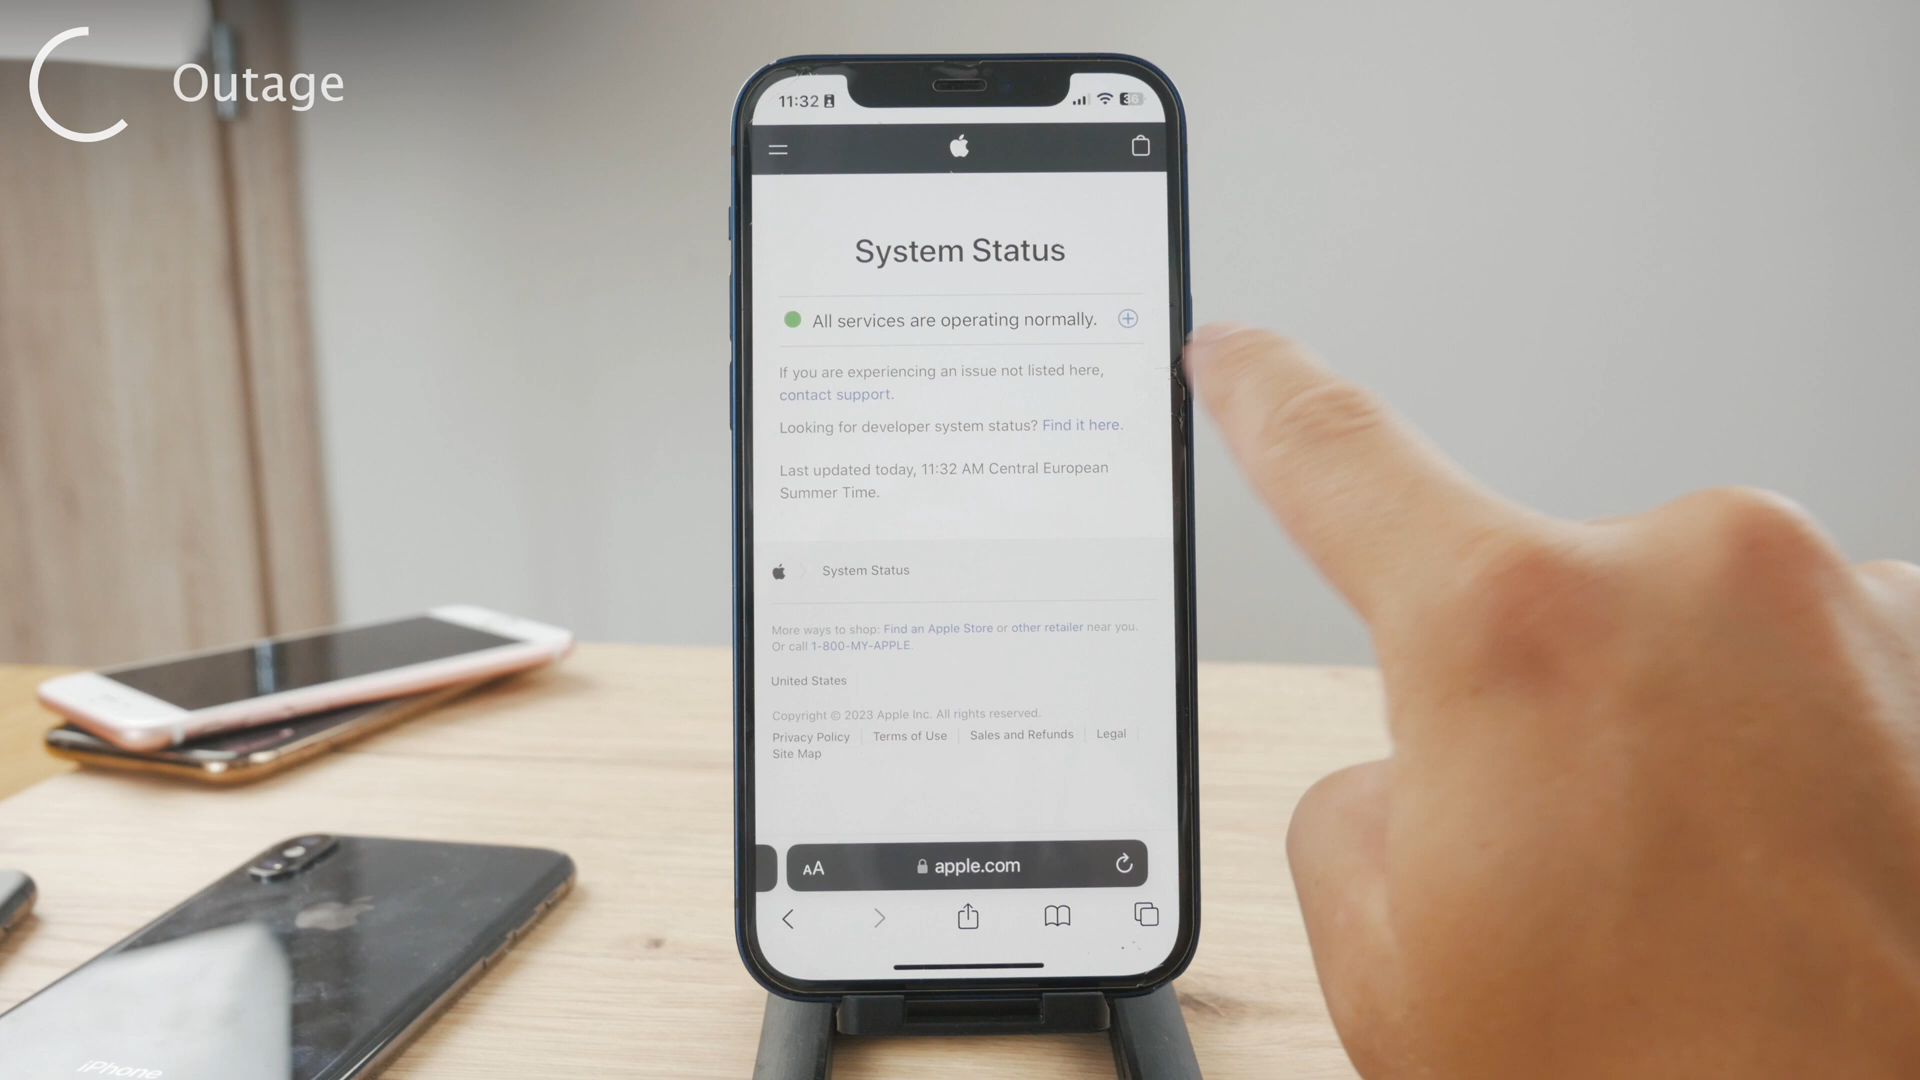 Outage
11:32
36
System Status
All services are operating normally.
If you are experiencing an issue not listed here,
contact support.
Looking for developer system status? Find it here.
Last updated today, 11:32 AM Central European
Summer Time.
System Status
More ways to shop: Find an Apple Store or other retailer near you.
Or call 1-800-MY-APPLE.
United States
Copyright © 2023 Apple Inc. All rights reserved.
Privacy Policy
Terms of Use
Sales and Refunds
Legal
Site Map
AA
apple.com
iPhone